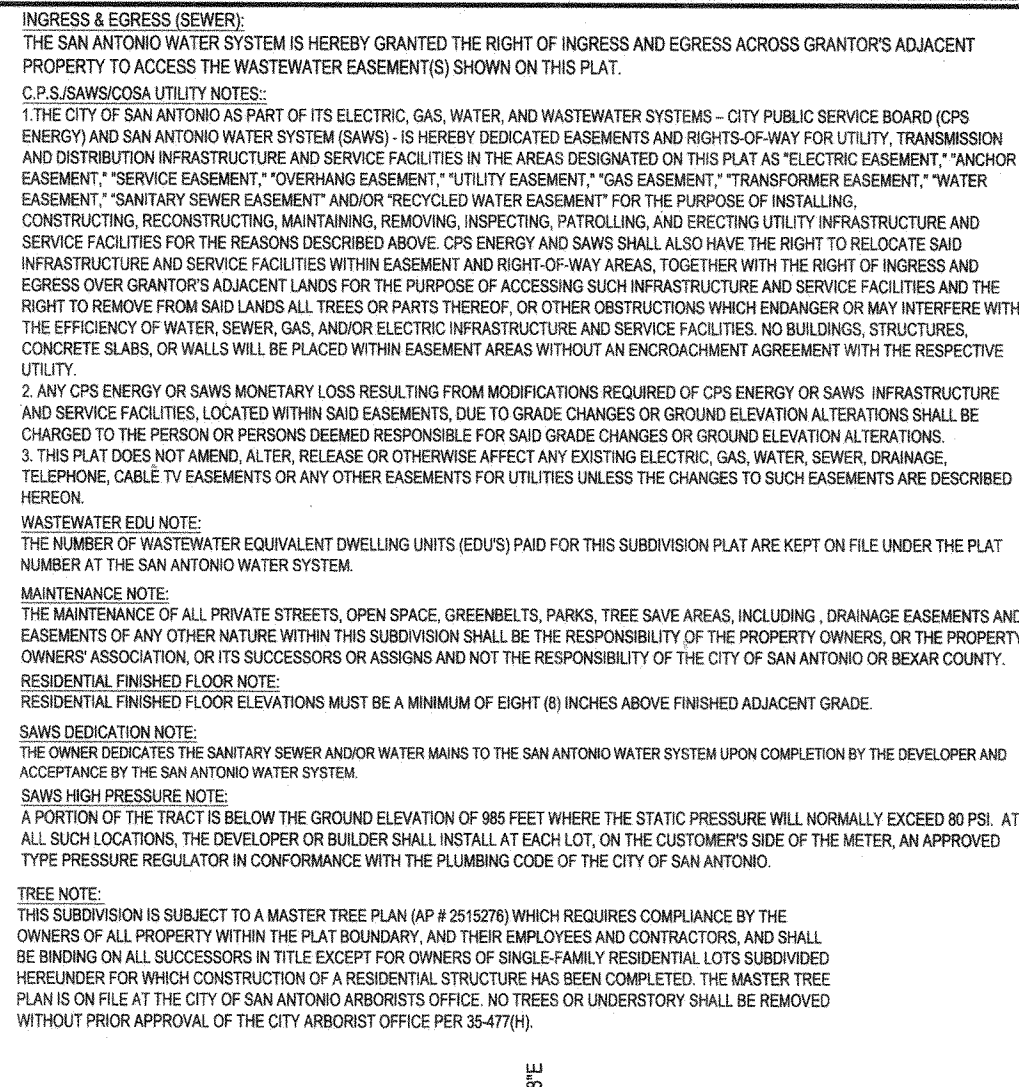 INGRESS & EGRESS (SEWER):
THE SAN ANTONIO WATER SYSTEM IS HEREBY GRANTED THE RIGHT OF INGRESS AND EGRESS ACROSS GRANTOR'S ADJACENT
PROPERTY TO ACCESS THE WASTEWATER EASEMENT(S) SHOWN ON THIS PLAT.
C.P.S./SAWS/COSA UTILITY NOTES::
1.THE CITY OF SAN ANTONIO AS PART OF ITS ELECTRIC, GAS, WATER, AND WASTEWATER SYSTEMS – CITY PUBLIC SERVICE BOARD (CPS
ENERGY) AND SAN ANTONIO WATER SYSTEM (SAWS) - IS HEREBY DEDICATED EASEMENTS AND RIGHTS-OF-WAY FOR UTILITY, TRANSMISSION
AND DISTRIBUTION INFRASTRUCTURE AND SERVICE FACILITIES IN THE AREAS DESIGNATED ON THIS PLAT AS "ELECTRIC EASEMENT," "ANCHOR
EASEMENT," "SERVICE EASEMENT," "OVERHANG EASEMENT," "UTILITY EASEMENT," "GAS EASEMENT," "TRANSFORMER EASEMENT," "WATER
EASEMENT," "SANITARY SEWER EASEMENT" AND/OR "RECYCLED WATER EASEMENT" FOR THE PURPOSE OF INSTALLING,
CONSTRUCTING, RECONSTRUCTING, MAINTAINING, REMOVING, INSPECTING, PATROLLING, AND ERECTING UTILITY INFRASTRUCTURE AND
SERVICE FACILITIES FOR THE REASONS DESCRIBED ABOVE. CPS ENERGY AND SAWS SHALL ALSO HAVE THE RIGHT TO RELOCATE SAID
INFRASTRUCTURE AND SERVICE FACILITIES WITHIN EASEMENT AND RIGHT-OF-WAY AREAS, TOGETHER WITH THE RIGHT OF INGRESS AND
EGRESS OVER GRANTOR'S ADJACENT LANDS FOR THE PURPOSE OF ACCESSING SUCH INFRASTRUCTURE AND SERVICE FACILITIES AND THE
RIGHT TO REMOVE FROM SAID LANDS ALL TREES OR PARTS THEREOF, OR OTHER OBSTRUCTIONS WHICH ENDANGER OR MAY INTERFERE WITH
THE EFFICIENCY OF WATER, SEWER, GAS, AND/OR ELECTRIC INFRASTRUCTURE AND SERVICE FACILITIES. NO BUILDINGS, STRUCTURES,
CONCRETE SLABS, OR WALLS WILL BE PLACED WITHIN EASEMENT AREAS WITHOUT AN ENCROACHMENT AGREEMENT WITH THE RESPECTIVE
UTILITY.
2. ANY CPS ENERGY OR SAWS MONETARY LOSS RESULTING FROM MODIFICATIONS REQUIRED OF CPS ENERGY OR SAWS INFRASTRUCTURE
AND SERVICE FACILITIES, LOCATED WITHIN SAID EASEMENTS, DUE TO GRADE CHANGES OR GROUND ELEVATION ALTERATIONS SHALL BE
CHARGED TO THE PERSON OR PERSONS DEEMED RESPONSIBLE FOR SAID GRADE CHANGES OR GROUND ELEVATION ALTERATIONS.
3. THIS PLAT DOES NOT AMEND, ALTER, RELEASE OR OTHERWISE AFFECT ANY EXISTING ELECTRIC, GAS, WATER, SEWER, DRAINAGE,
TELEPHONE, CABLE TV EASEMENTS OR ANY OTHER EASEMENTS FOR UTILITIES UNLESS THE CHANGES TO SUCH EASEMENTS ARE DESCRIBED
HEREON.
WASTEWATER EDU NOTE:
THE NUMBER OF WASTEWATER EQUIVALENT DWELLING UNITS (EDU'S) PAID FOR THIS SUBDIVISION PLAT ARE KEPT ON FILE UNDER THE PLAT
NUMBER AT THE SAN ANTONIO WATER SYSTEM.
MAINTENANCE NOTE:
THE MAINTENANCE OF ALL PRIVATE STREETS, OPEN SPACE, GREENBELTS, PARKS, TREE SAVE AREAS, INCLUDING , DRAINAGE EASEMENTS AND
EASEMENTS OF ANY OTHER NATURE WITHIN THIS SUBDIVISION SHALL BE THE RESPONSIBILITY OF THE PROPERTY OWNERS, OR THE PROPERTY
OWNERS' ASSOCIATION, OR ITS SUCCESSORS OR ASSIGNS AND NOT THE RESPONSIBILITY OF THE CITY OF SAN ANTONIO OR BEXAR COUNTY.
RESIDENTIAL FINISHED FLOOR NOTE:
RESIDENTIAL FINISHED FLOOR ELEVATIONS MUST BE A MINIMUM OF EIGHT (8) INCHES ABOVE FINISHED ADJACENT GRADE.
SAWS DEDICATION NOTE:
THE OWNER DEDICATES THE SANITARY SEWER AND/OR WATER MAINS TO THE SAN ANTONIO WATER SYSTEM UPON COMPLETION BY THE DEVELOPER AND
ACCEPTANCE BY THE SAN ANTONIO WATER SYSTEM.
SAWS HIGH PRESSURE NOTE:
A PORTION OF THE TRACT IS BELOW THE GROUND ELEVATION OF 985 FEET WHERE THE STATIC PRESSURE WILL NORMALLY EXCEED 80 PSI. AT
ALL SUCH LOCATIONS, THE DEVELOPER OR BUILDER SHALL INSTALL AT EACH LOT, ON THE CUSTOMER'S SIDE OF THE METER, AN APPROVED
TYPE PRESSURE REGULATOR IN CONFORMANCE WITH THE PLUMBING CODE OF THE CITY OF SAN ANTONIO.
TREE NOTE:
THIS SUBDIVISION IS SUBJECT TO A MASTER TREE PLAN (AP # 2515276) WHICH REQUIRES COMPLIANCE BY THE
OWNERS OF ALL PROPERTY WITHIN THE PLAT BOUNDARY, AND THEIR EMPLOYEES AND CONTRACTORS, AND SHALL
BE BINDING ON ALL SUCCESSORS IN TITLE EXCEPT FOR OWNERS OF SINGLE-FAMILY RESIDENTIAL LOTS SUBDIVIDED
HEREUNDER FOR WHICH CONSTRUCTION OF A RESIDENTIAL STRUCTURE HAS BEEN COMPLETED. THE MASTER TREE
PLAN IS ON FILE AT THE CITY OF SAN ANTONIO ARBORISTS OFFICE. NO TREES OR UNDERSTORY SHALL BE REMOVED
WITHOUT PRIOR APPROVAL OF THE CITY ARBORIST OFFICE PER 35-477(H).